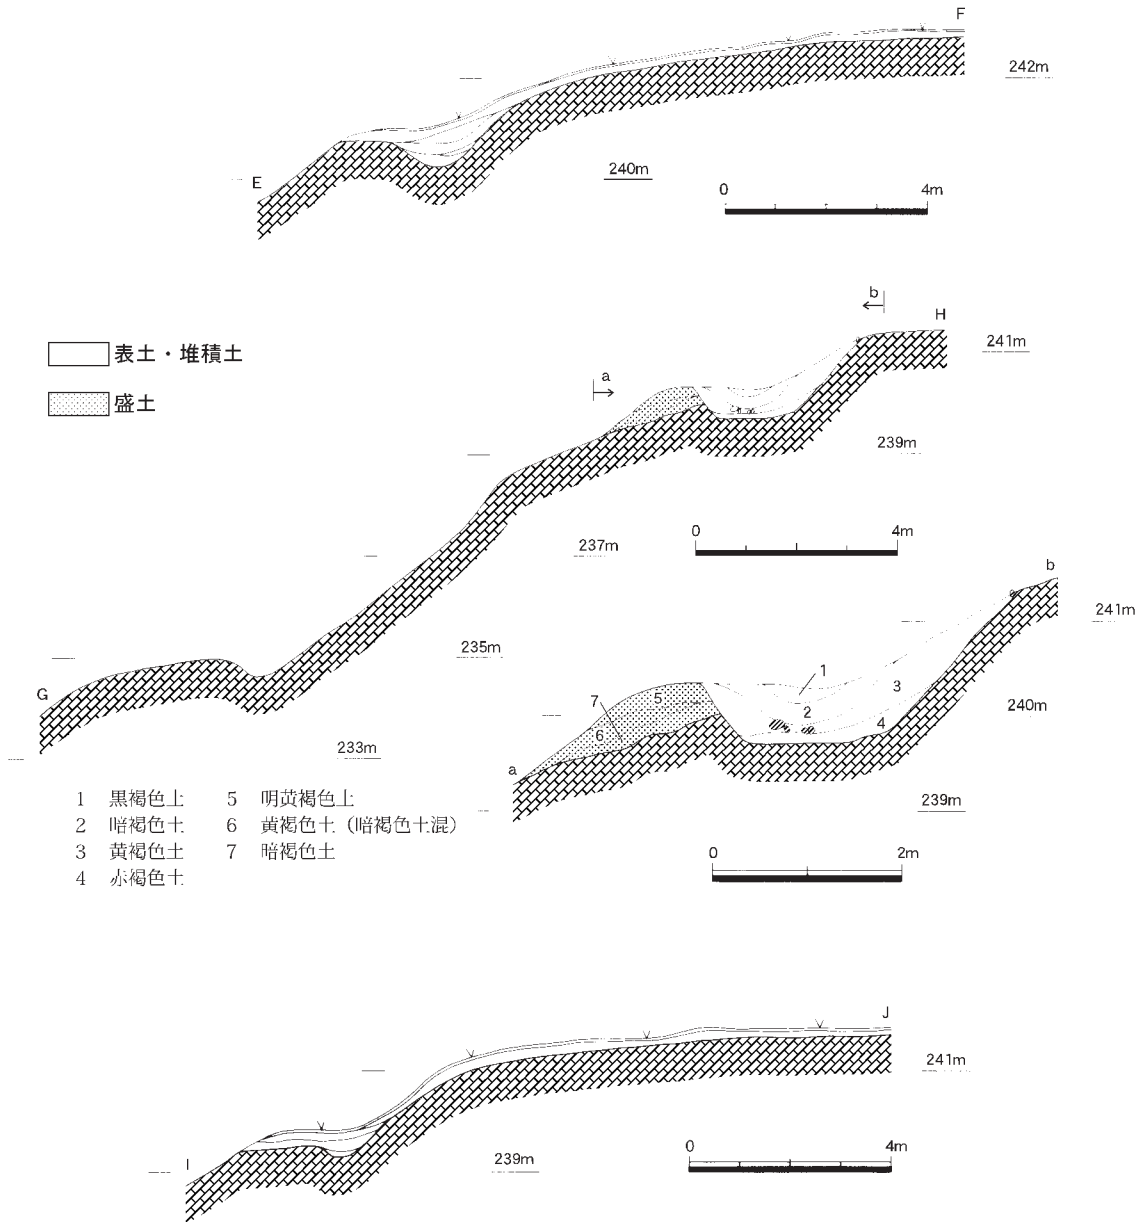 F
242m
E
240m
0 4m
b
H
241m
表土・堆積土
a
盛土
239m
0 4m
237m
b
241m
235m
1
G
7
5
3
2
240m
6
4
233m
a
1 黒褐色土 5 明黄褐色土
239m
2 暗褐色土 6 黄褐色土(暗褐色土混)
3 黄褐色土 7 暗褐色土
0 2m
4 赤褐色土
J
241m
0 4m
I
239m